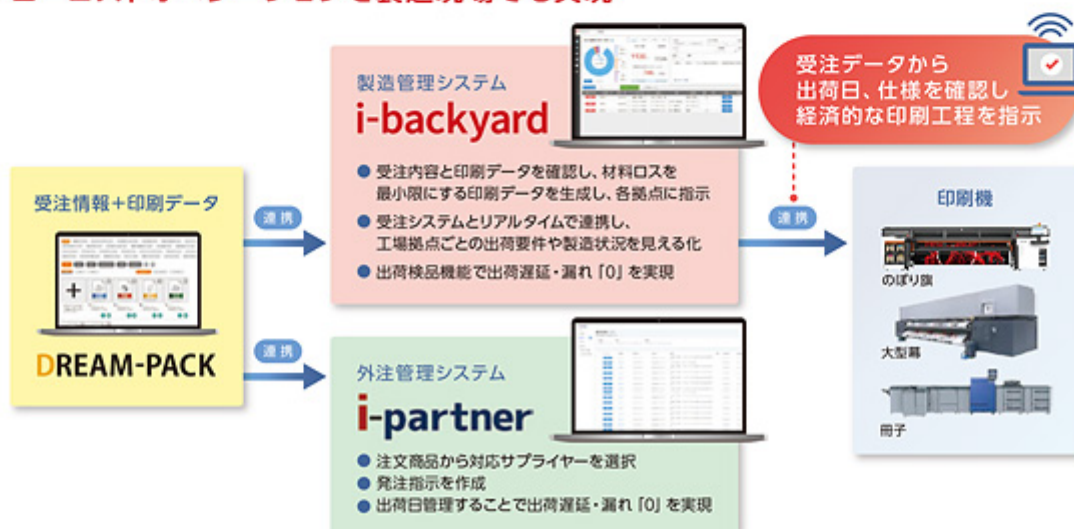 受注情報+印刷データ
DREAM-PACK
連携
連携
製造管理システム
i-backyard
● 受注内容と印刷データを確認し、材料ロスを
最小限にする印刷データを生成し、各拠点に指示
● 受注システムとリアルタイムで連携し、
工場拠点ごとの出荷要件や製造状況を見える化
● 出荷検品機能で出荷遅延・漏れ「0」を実現
外注管理システム
i-partner
● 注文商品から対応サプライヤーを選択
● 発注指示を作成
● 出荷日管理することで出荷遅延・漏れ「0」を実現
受注データから
出荷日、仕様を確認し
経済的な印刷工程を指示
連携
印刷機
のぼり旗
大型幕
冊子